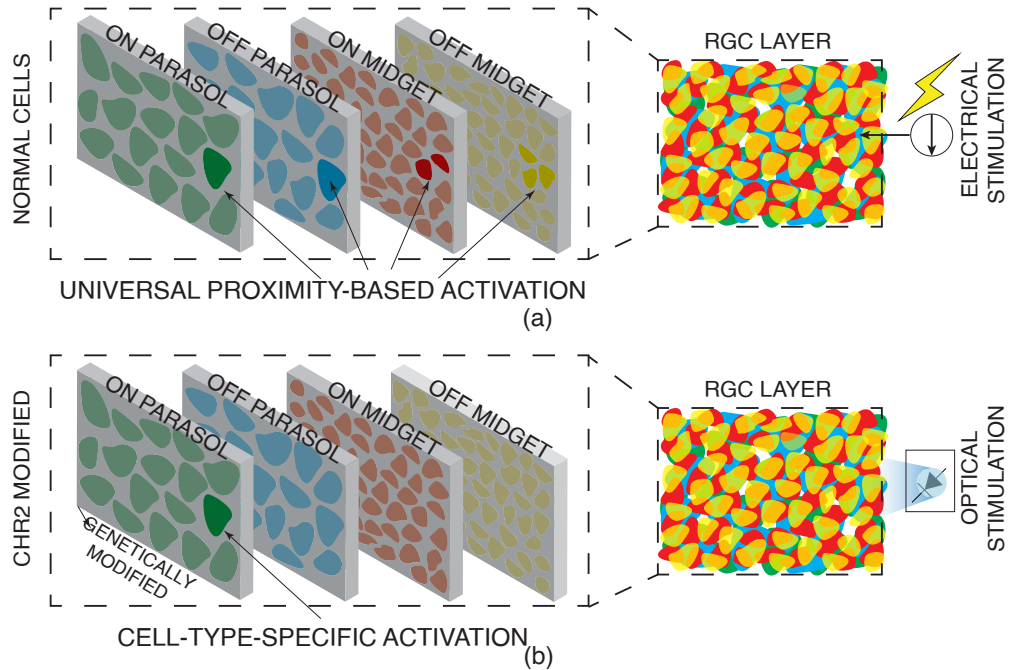 NORMAL CELLS
ON PARASOL
OFF PARASOL
ON MIDGET
OFF MIDGET
RGC LAYER
ELECTRICAL
STIMULATION
UNIVERSAL PROXIMITY-BASED ACTIVATION
(a)
CHR2 MODIFIED
ON PARASOL
OFF PARASOL
ON MIDGET
OFF MIDGET
RGC LAYER
OPTICAL
STIMULATION
GENETICALLY
MODIFIED
CELL-TYPE-SPECIFIC ACTIVATION
(b)